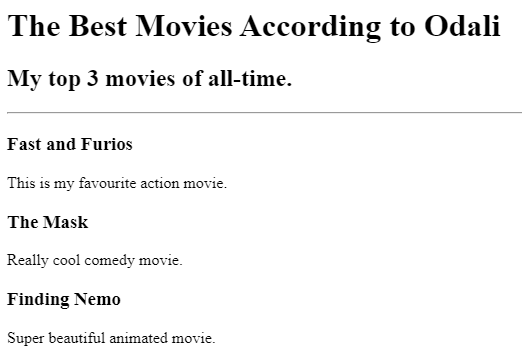 The Best Movies According to Odali
My top 3 movies of all-time.
Fast and Furios
This is my favourite action movie.
The Mask
Really cool comedy movie.
Finding Nemo
Super beautiful animated movie.